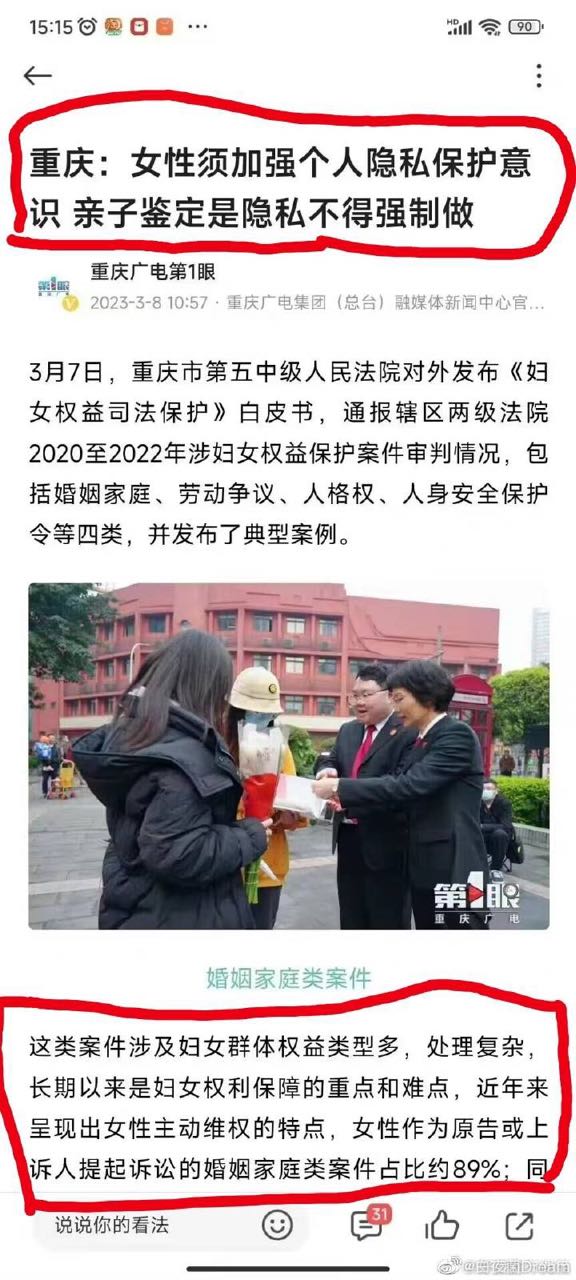 15:15
HD
90
重庆：女性须加强个人隐私保护意
识 亲子鉴定是隐私不得强制做
第1眼
重庆广电第1眼
2023-3-8 10:57 · 重庆广电集团（总台）融媒体新闻中心官...
3月7日，重庆市第五中级人民法院对外发布《妇
女权益司法保护》白皮书，通报辖区两级法院
2020至2022年涉妇女权益保护案件审判情况，包
括婚姻家庭、劳动争议、人格权、人身安全保护
令等四类，并发布了典型案例。
第1眼
重庆广电
婚姻家庭类案件
这类案件涉及妇女群体权益类型多，处理复杂，
长期以来是妇女权利保障的重点和难点，近年来
呈现出女性主动维权的特点，女性作为原告或上
诉人提起诉讼的婚姻家庭类案件占比约89%；同
说说你的看法
31